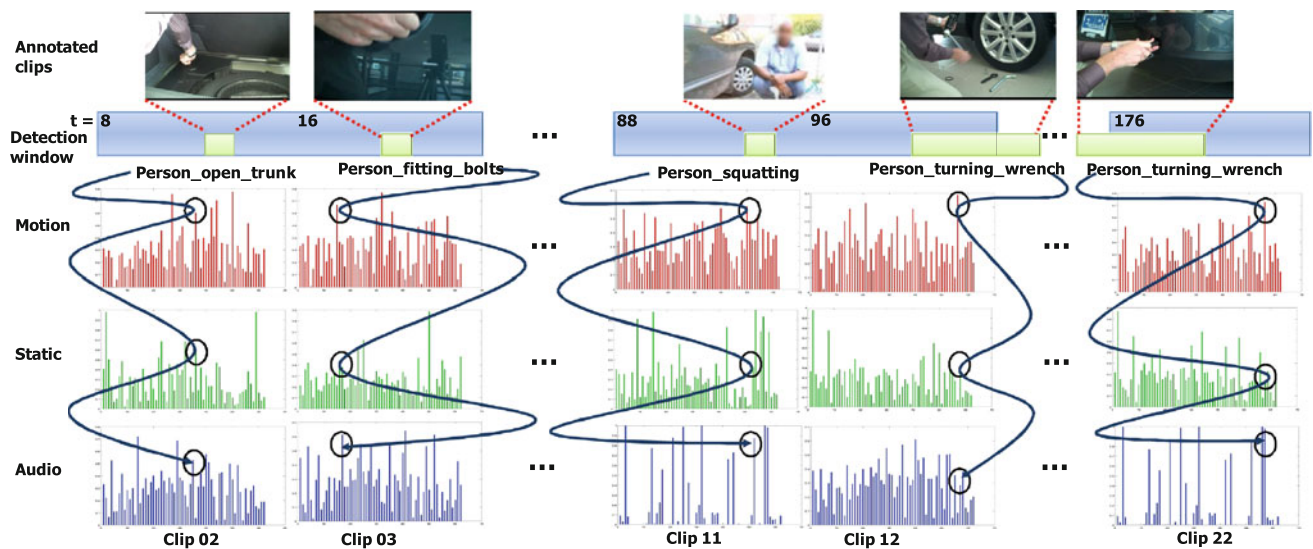 Annotated
clips
t = 8 16 ... 88 96 ... 176
Detection
window
Person_open_trunk Person_fitting_bolts Person_squatting Person_turning_wrench Person_turning_wrench
Motion ... ...
Static ... ...
Audio ... ...
Clip 02 Clip 03 Clip 11 Clip 12 Clip 22